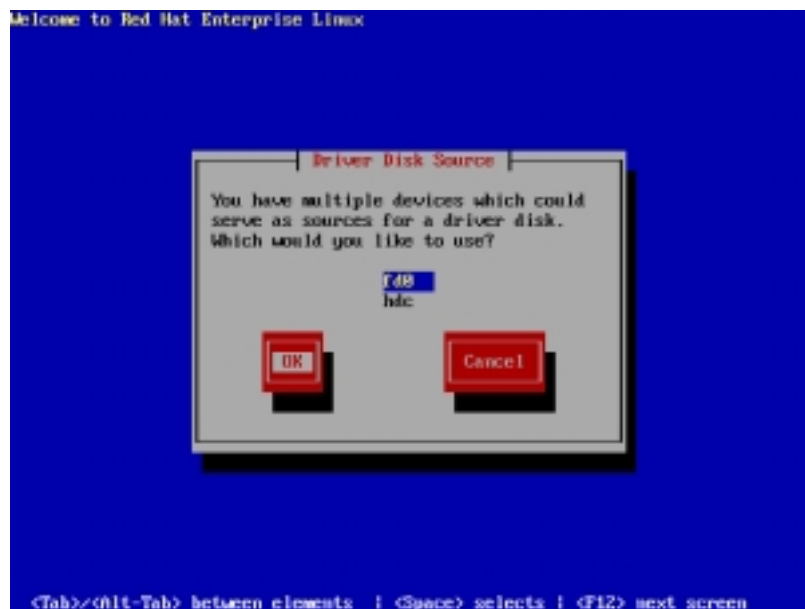 Welcome to Red Hat Enterprise Linux
Driver Disk Source
You have multiple devices which could
serve as sources for a driver disk.
Which would you like to use?
fd0
hdc
OK
Cancel
<Tab>/<Alt-Tab> between elements | <Space> selects | <F12> next screen